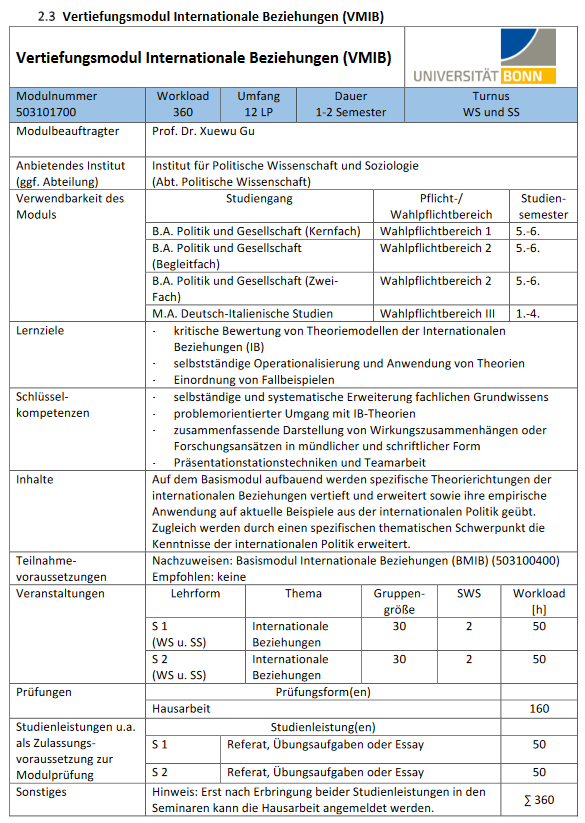 2.3 Vertiefungsmodul Internationale Beziehungen (VMIB)
Vertiefungsmodul Internationale Beziehungen (VMIB)
UNIVERSITÄT BONN
Modulnummer
503101700
Workload
360
Umfang
12 LP
Dauer
1-2 Semester
Turnus
WS und SS
Modulbeauftragter
Prof. Dr. Xuewu Gu
Anbietendes Institut
(ggf. Abteilung)
Institut für Politische Wissenschaft und Soziologie
(Abt. Politische Wissenschaft)
Verwendbarkeit des
Moduls
Studiengang
Pflicht-/
Wahlpflichtbereich
Studien-
semester
B.A. Politik und Gesellschaft (Kernfach)
Wahlpflichtbereich 1
5.-6.
B.A. Politik und Gesellschaft
(Begleitfach)
Wahlpflichtbereich 2
5.-6.
B.A. Politik und Gesellschaft (Zwei-
Fach)
Wahlpflichtbereich 2
5.-6.
M.A. Deutsch-Italienische Studien
Wahlpflichtbereich III
1.-4.
Lernziele
- kritische Bewertung von Theoriemodellen der Internationalen
Beziehungen (IB)
- selbstständige Operationalisierung und Anwendung von Theorien
- Einordnung von Fallbeispielen
Schlüssel-
kompetenzen
- selbständige und systematische Erweiterung fachlichen Grundwissens
- problemorientierter Umgang mit IB-Theorien
- zusammenfassende Darstellung von Wirkungszusammenhängen oder
Forschungsansätzen in mündlicher und schriftlicher Form
- Präsentationstationstechniken und Teamarbeit
Inhalte
Auf dem Basismodul aufbauend werden spezifische Theorierichtungen der
internationalen Beziehungen vertieft und erweitert sowie ihre empirische
Anwendung auf aktuelle Beispiele aus der internationalen Politik geübt.
Zugleich werden durch einen spezifischen thematischen Schwerpunkt die
Kenntnisse der internationalen Politik erweitert.
Teilnahme-
voraussetzungen
Nachzuweisen: Basismodul Internationale Beziehungen (BMIB) (503100400)
Empfohlen: keine
Veranstaltungen
Lehrform
Thema
Gruppen-
größe
SWS
Workload
[h]
S 1
(WS u. SS)
Internationale
Beziehungen
30
2
50
S 2
(WS u. SS)
Internationale
Beziehungen
30
2
50
Prüfungen
Prüfungsform(en)
Hausarbeit
160
Studienleistungen u.a.
als Zulassungs-
voraussetzung zur
Modulprüfung
Studienleistung(en)
S 1
Referat, Übungsaufgaben oder Essay
50
S 2
Referat, Übungsaufgaben oder Essay
50
Sonstiges
Hinweis: Erst nach Erbringung beider Studienleistungen in den
Seminaren kann die Hausarbeit angemeldet werden.
∑ 360